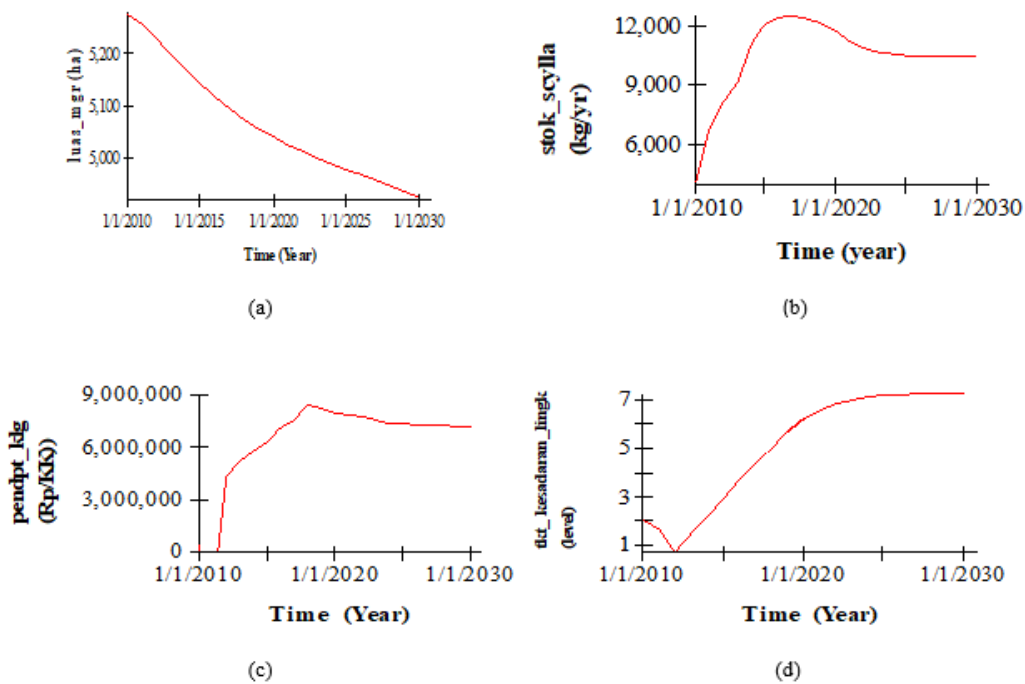 luas_mgr (ha)
5,200
5,100
5,000
1/1/2010 1/1/2015 1/1/2020 1/1/2025 1/1/2030
Time (Year)
(a)
stok_scylla
(kg/yr)
12,000
9,000
6,000
1/1/2010 1/1/2020 1/1/2030
Time (year)
(b)
pendpt_klg
(Rp/KK))
9,000,000
6,000,000
3,000,000
0
1/1/2010 1/1/2020 1/1/2030
Time (Year)
(c)
tkt_kesadaran_lingk
(level)
7
5
3
1
1/1/2010 1/1/2020 1/1/2030
Time (Year)
(d)